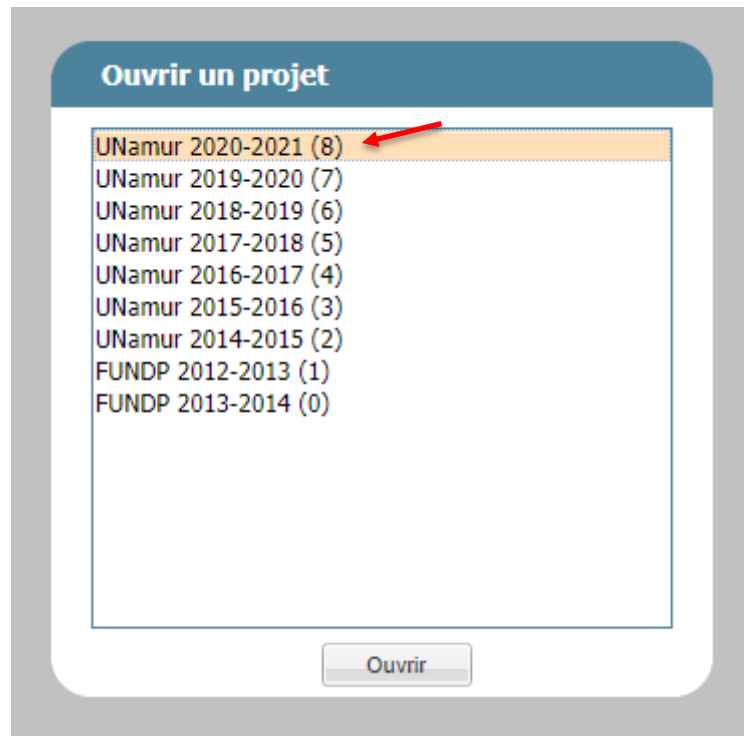 Ouvrir un projet
UNamur 2020-2021 (8)
UNamur 2019-2020 (7)
UNamur 2018-2019 (6)
UNamur 2017-2018 (5)
UNamur 2016-2017 (4)
UNamur 2015-2016 (3)
UNamur 2014-2015 (2)
FUNDP 2012-2013 (1)
FUNDP 2013-2014 (0)
Ouvrir